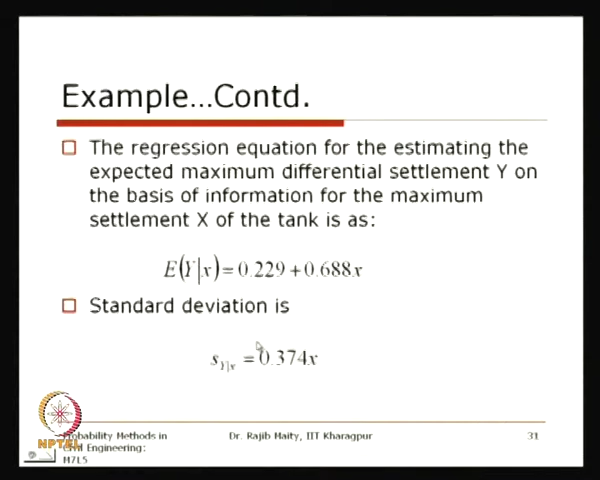 Example...Contd.
The regression equation for the estimating the
expected maximum differential settlement Y on
the basis of information for the maximum
settlement X of the tank is as:
E(Y|x) = 0.229 + 0.688x
Standard deviation is
s_{Y|x} = 0.374x
Probability Methods in
Civil Engineering:
M7L5
Dr. Rajib Maity, IIT Kharagpur
31
NPTEL